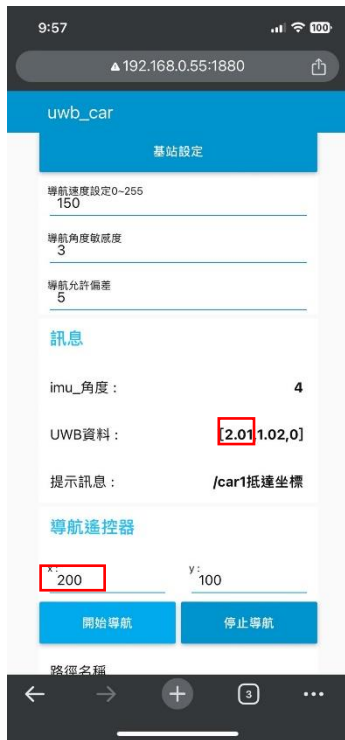 9:57
100
192.168.0.55:1880
uwb_car
基站設定
導航速度設定0~255
150
導航角度敏感度
3
導航允許偏差
5
訊息
imu_角度 : 4
UWB資料 : [2.01,1.02,0]
提示訊息 : /car1抵達坐標
導航遙控器
x : y :
200 100
開始導航 停止導航
路徑名稱
3